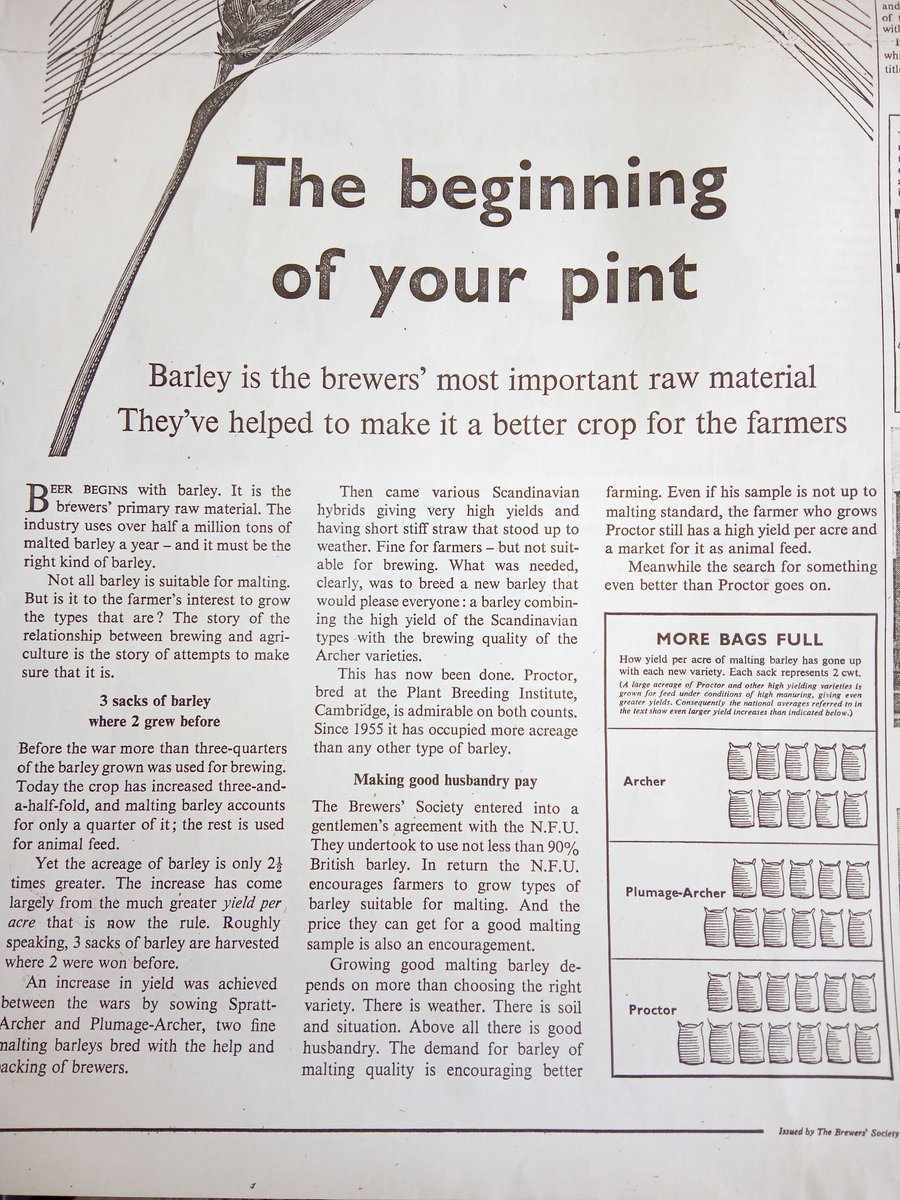 The beginning
of your pint
Barley is the brewers' most important raw material
They've helped to make it a better crop for the farmers
BEER BEGINS with barley. It is the
brewers' primary raw material. The
industry uses over half a million tons of
malted barley a year – and it must be the
right kind of barley.
Not all barley is suitable for malting.
But is it to the farmer's interest to grow
the types that are? The story of the
relationship between brewing and agri-
culture is the story of attempts to make
sure that it is.
3 sacks of barley
where 2 grew before
Before the war more than three-quarters
of the barley grown was used for brewing.
Today the crop has increased three-and-
a-half-fold, and malting barley accounts
for only a quarter of it; the rest is used
for animal feed.
Yet the acreage of barley is only 2½
times greater. The increase has come
largely from the much greater yield per
acre that is now the rule. Roughly
speaking, 3 sacks of barley are harvested
where 2 were won before.
An increase in yield was achieved
between the wars by sowing Spratt-
Archer and Plumage-Archer, two fine
malting barleys bred with the help and
acking of brewers.
Then came various Scandinavian
hybrids giving very high yields and
having short stiff straw that stood up to
weather. Fine for farmers – but not suit-
able for brewing. What was needed,
clearly, was to breed a new barley that
would please everyone: a barley combin-
ing the high yield of the Scandinavian
types with the brewing quality of the
Archer varieties.
This has now been done. Proctor,
bred at the Plant Breeding Institute,
Cambridge, is admirable on both counts.
Since 1955 it has occupied more acreage
than any other type of barley.
Making good husbandry pay
The Brewers' Society entered into a
gentlemen's agreement with the N.F.U.
They undertook to use not less than 90%
British barley. In return the N.F.U.
encourages farmers to grow types of
barley suitable for malting. And the
price they can get for a good malting
sample is also an encouragement.
Growing good malting barley de-
pends on more than choosing the right
variety. There is weather. There is soil
and situation. Above all there is good
husbandry. The demand for barley of
malting quality is encouraging better
farming. Even if his sample is not up to
malting standard, the farmer who grows
Proctor still has a high yield per acre and
a market for it as animal feed.
Meanwhile the search for something
even better than Proctor goes on.
MORE BAGS FULL
How yield per acre of malting barley has gone up
with each new variety. Each sack represents 2 cwt.
(A large acreage of Proctor and other high yielding varieties is
grown for feed under conditions of high manuring, giving even
greater yields. Consequently the national averages referred to in
the text show even larger yield increases than indicated below.)
Archer
Plumage-Archer
Proctor
Issued by The Brewers' Society
and
of